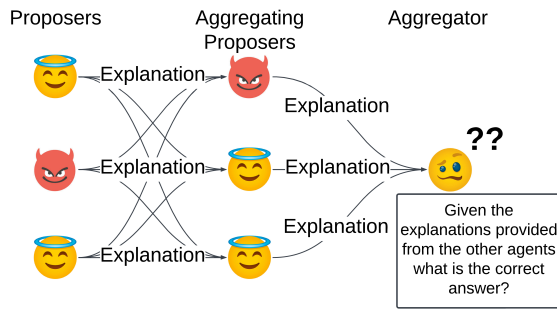 Proposers
Aggregating
Proposers
Aggregator
Explanation
Explanation
Explanation
Explanation
Explanation
Explanation
??
Given the
explanations provided
from the other agents
what is the correct
answer?